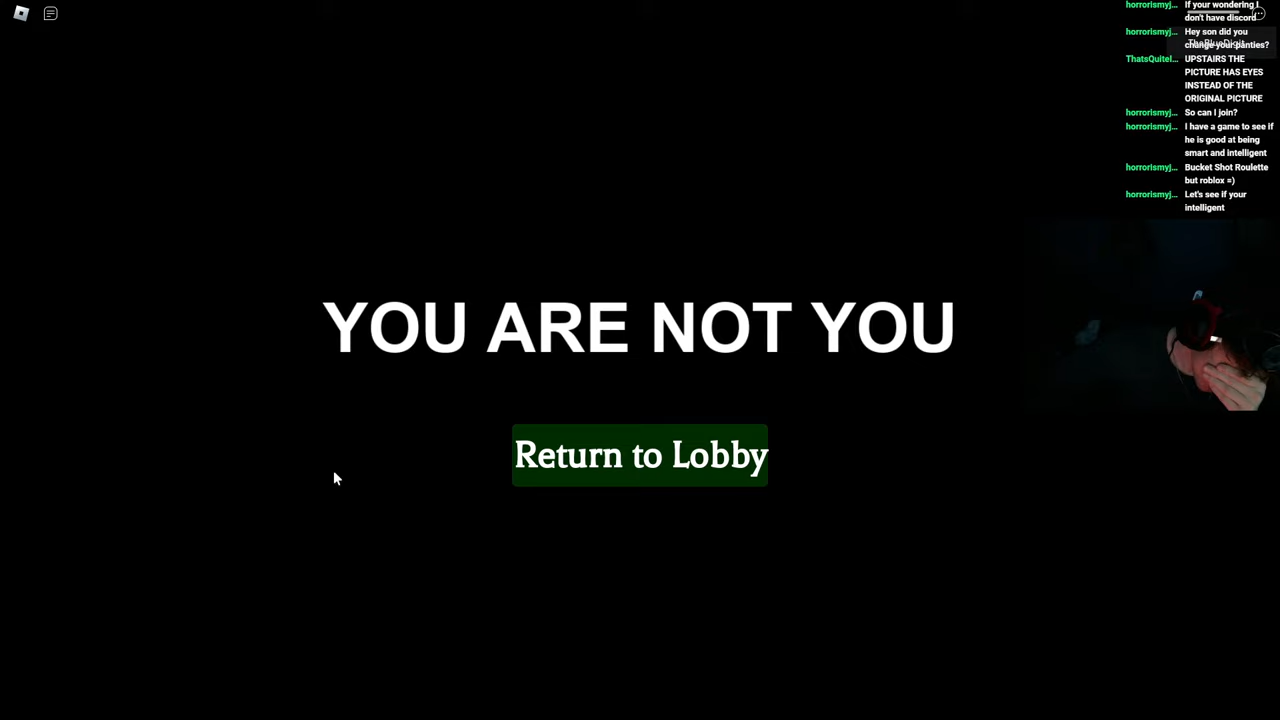 horrorismyj... If your wondering I
don't have discord
horrorismyj... Hey son did you
change your panties?
ThatsQuiteI... UPSTAIRS THE
PICTURE HAS EYES
INSTEAD OF THE
ORIGINAL PICTURE
horrorismyj... So can I join?
horrorismyj... I have a game to see if
he is good at being
smart and intelligent
horrorismyj... Bucket Shot Roulette
but roblox =)
horrorismyj... Let's see if your
intelligent
YOU ARE NOT YOU
Return to Lobby